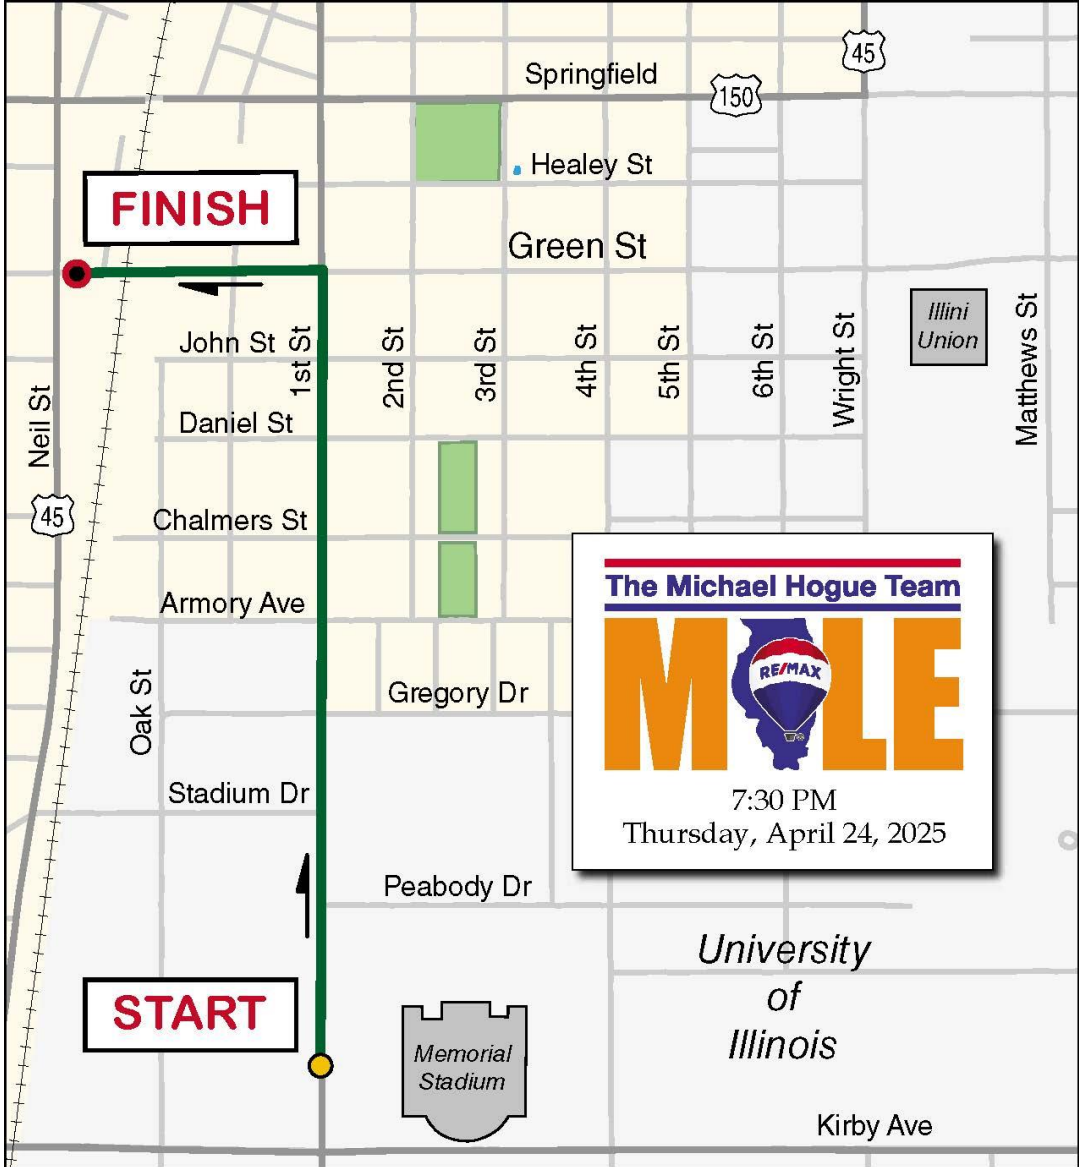 45
Springfield
150
Healey St
FINISH
Green St
Illini
Union
John St
1st St
2nd St
3rd St
4th St
5th St
6th St
Wright St
Matthews St
Neil St
Daniel St
45
Chalmers St
Armory Ave
The Michael Hogue Team
M LE
RE/MAX
7:30 PM
Thursday, April 24, 2025
Oak St
Gregory Dr
Stadium Dr
Peabody Dr
University
of
Illinois
START
Memorial
Stadium
Kirby Ave